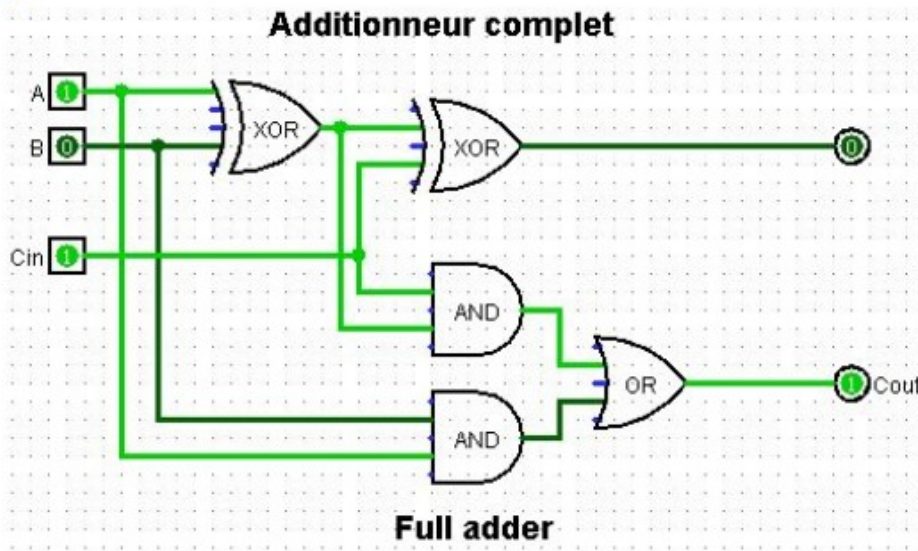 Additionneur complet
A 1
XOR
XOR
B 0
0
Cin 1
AND
OR
1 Cout
AND
Full adder